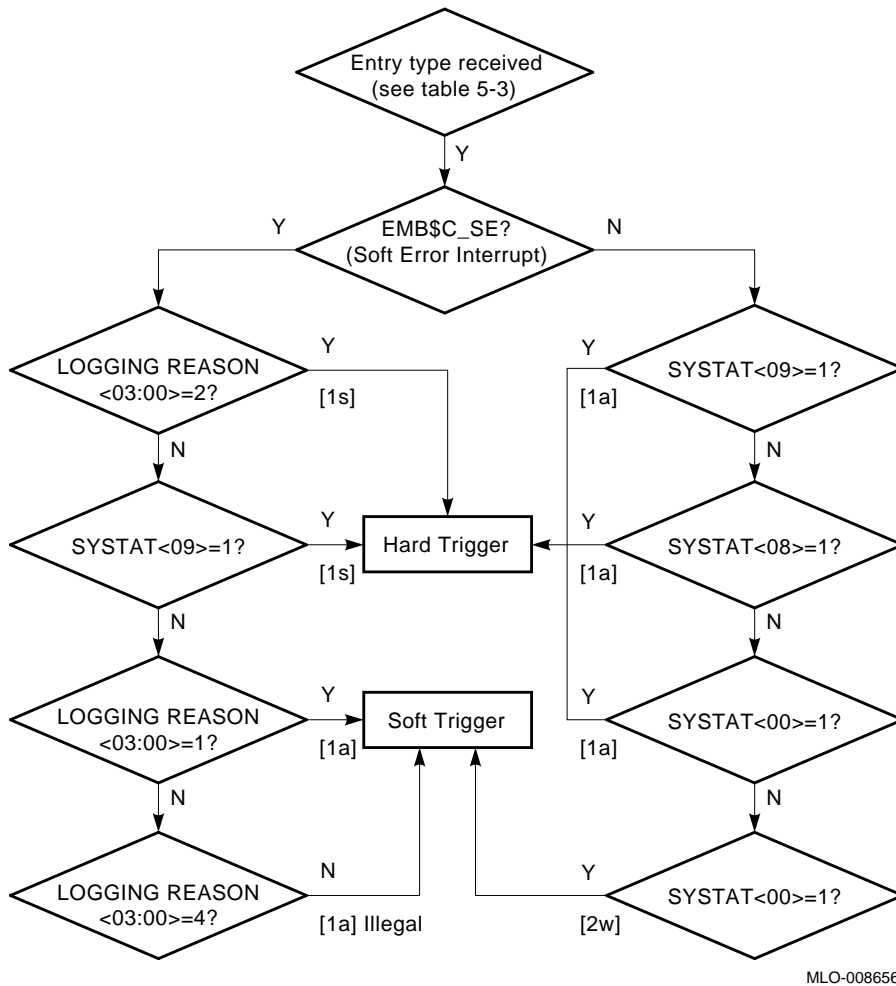 Entry type received
(see table 5-3)
Y
Y
EMB$C_SE?
(Soft Error Interrupt)
N
LOGGING REASON
<03:00>=2?
Y
[1s]
Y
[1a]
SYSTAT<09>=1?
N
N
SYSTAT<09>=1?
Y
[1s]
Hard Trigger
Y
[1a]
SYSTAT<08>=1?
N
N
LOGGING REASON
<03:00>=1?
Y
[1a]
Soft Trigger
Y
[1a]
SYSTAT<00>=1?
N
N
LOGGING REASON
<03:00>=4?
N
[1a] Illegal
Y
[2w]
SYSTAT<00>=1?
MLO-008656